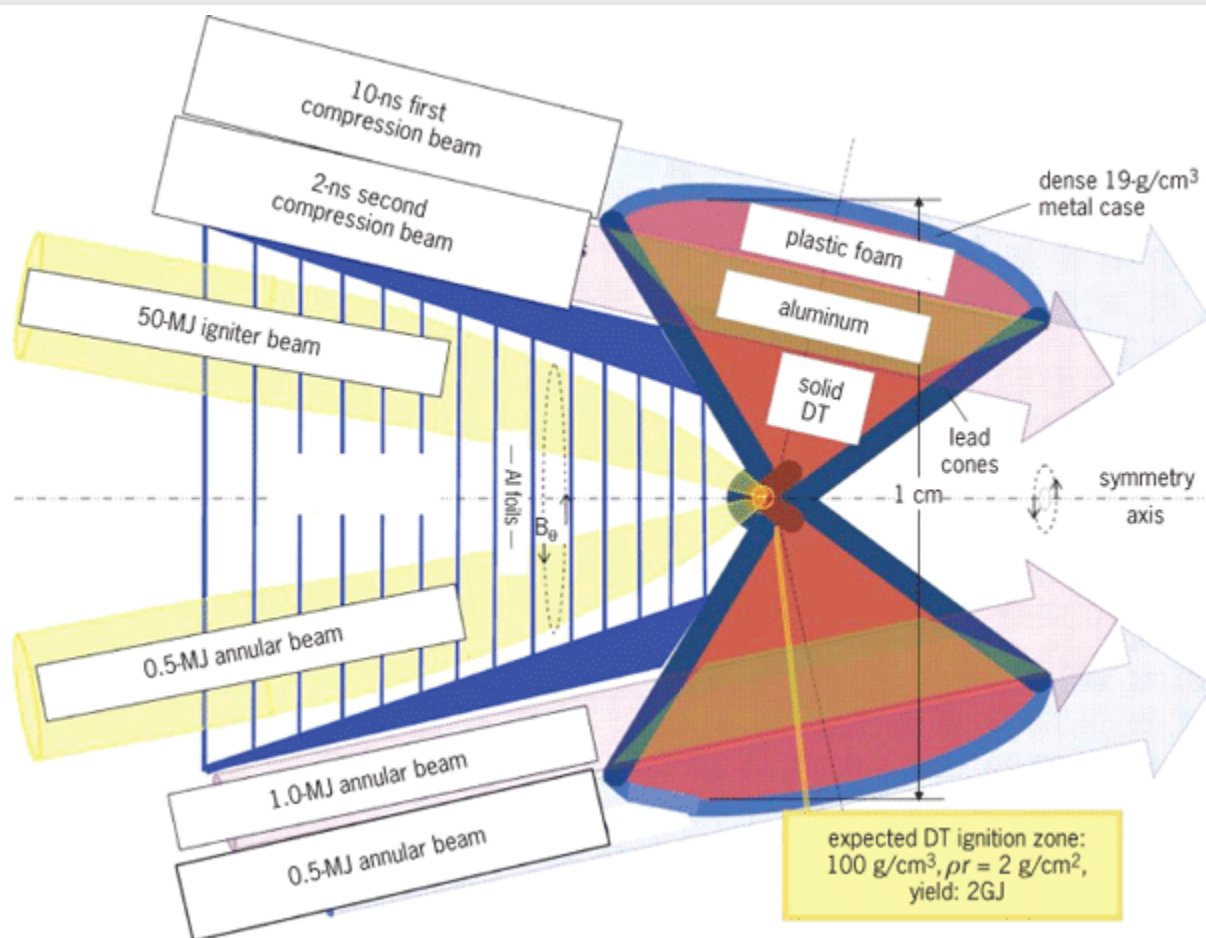 10-ns first
compression beam
2-ns second
compression beam
dense 19-g/cm³
metal case
plastic foam
aluminum
50-MJ igniter beam
solid
DT
lead
cones
— Al foils —
Bθ
1 cm
symmetry
axis
0.5-MJ annular beam
1.0-MJ annular beam
0.5-MJ annular beam
expected DT ignition zone:
100 g/cm³, ρr = 2 g/cm²,
yield: 2GJ